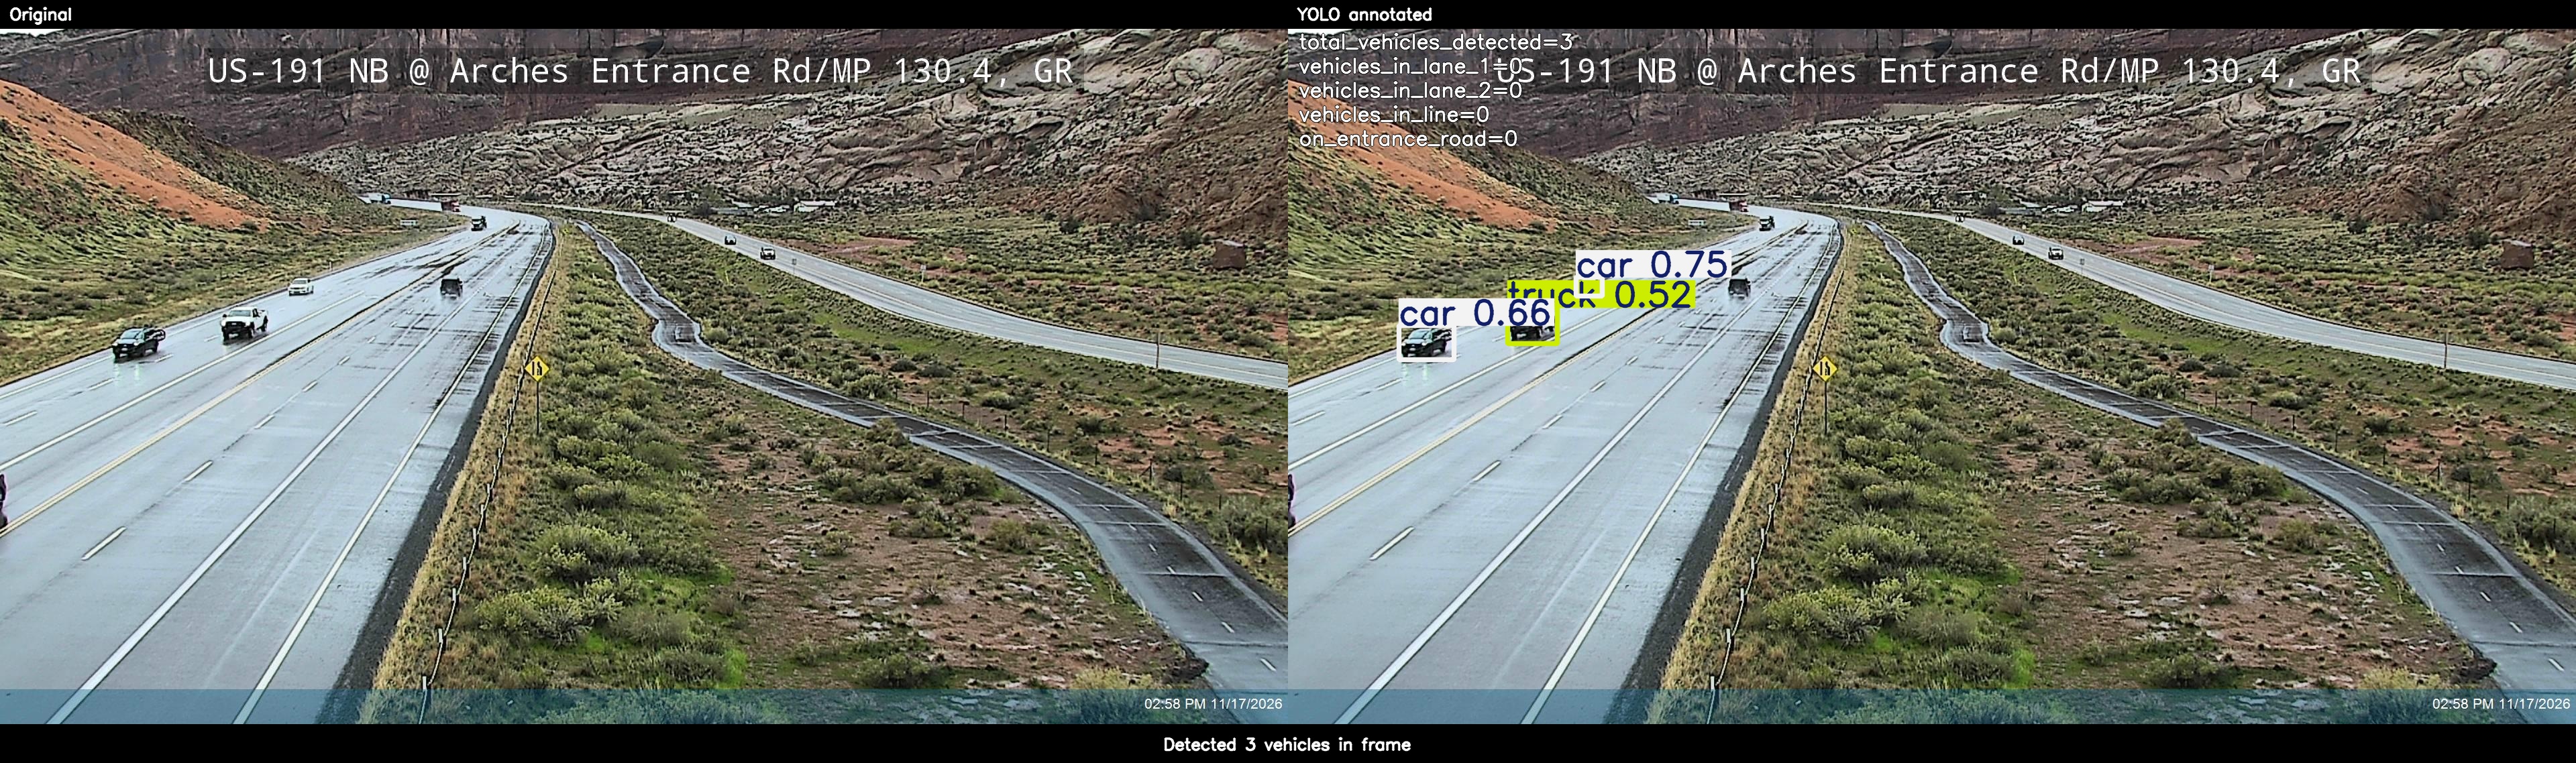 Original
US-191 NB @ Arches Entrance Rd/MP 130.4, GR
02:58 PM 11/17/2026
YOLO annotated
total_vehicles_detected=3
vehicles_in_lane_1=0
US-191 NB @ Arches Entrance Rd/MP 130.4, GR
vehicles_in_lane_2=0
vehicles_in_line=0
on_entrance_road=0
car 0.75
truck 0.52
car 0.66
02:58 PM 11/17/2026
Detected 3 vehicles in frame